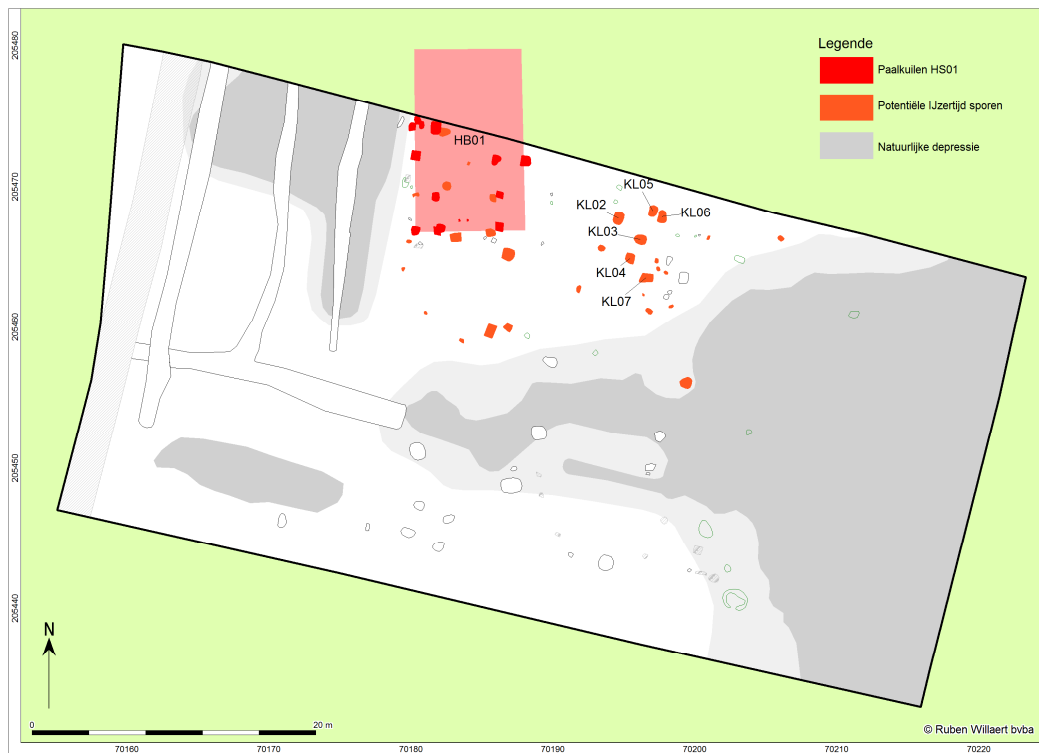 Legende
Paalkuilen HS01
Potentiële IJzertijd sporen
Natuurlijke depressie
HB01
KL05
KL02
KL06
KL03
KL04
KL07
205480
205470
205460
205450
205440
N
0
20 m
© Ruben Willaert bvba
70160
70170
70180
70190
70200
70210
70220